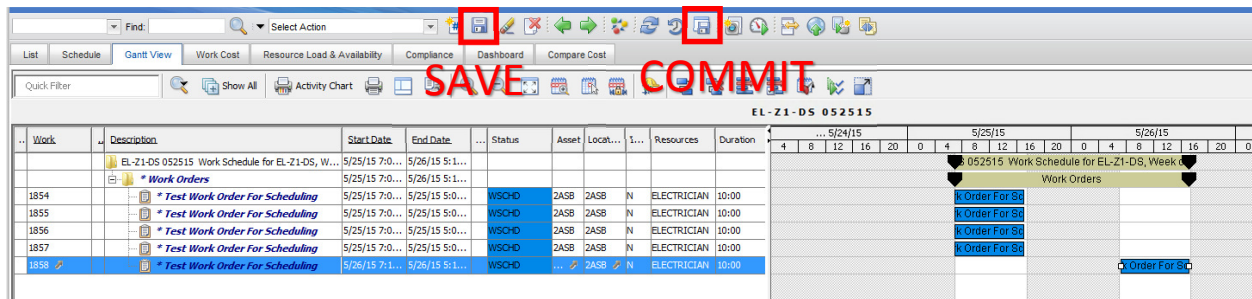 Find: Select Action
List Schedule Gantt View Work Cost Resource Load & Availability Compliance Dashboard Compare Cost
SAVE COMMIT
Quick Filter Show All Activity Chart
EL-Z1-DS 052515
.. Work .. Description Start Date End Date ... Status Asset Locat... 1... Resources Duration
... 5/24/15 5/25/15 5/26/15
4 8 12 16 20 0 4 8 12 16 20 0 4 8 12 16 20 0
EL-Z1-DS 052515 Work Schedule for EL-Z1-DS, W... 5/25/15 7:0... 5/26/15 5:1... 052515 Work Schedule for EL-Z1-DS, Week
* Work Orders 5/25/15 7:0... 5/26/15 5:1... Work Orders
1854 * Test Work Order For Scheduling 5/25/15 7:0... 5/25/15 5:0... WSCHD 2ASB 2ASB N ELECTRICIAN 10:00 k Order For Sc
1855 * Test Work Order For Scheduling 5/25/15 7:0... 5/25/15 5:0... WSCHD 2ASB 2ASB N ELECTRICIAN 10:00 k Order For Sc
1856 * Test Work Order For Scheduling 5/25/15 7:0... 5/25/15 5:0... WSCHD 2ASB 2ASB N ELECTRICIAN 10:00 k Order For Sc
1857 * Test Work Order For Scheduling 5/25/15 7:0... 5/25/15 5:0... WSCHD 2ASB 2ASB N ELECTRICIAN 10:00 k Order For Sc
1858 * Test Work Order For Scheduling 5/26/15 7:1... 5/26/15 5:1... WSCHD ... 2ASB N ELECTRICIAN 10:00 Order For